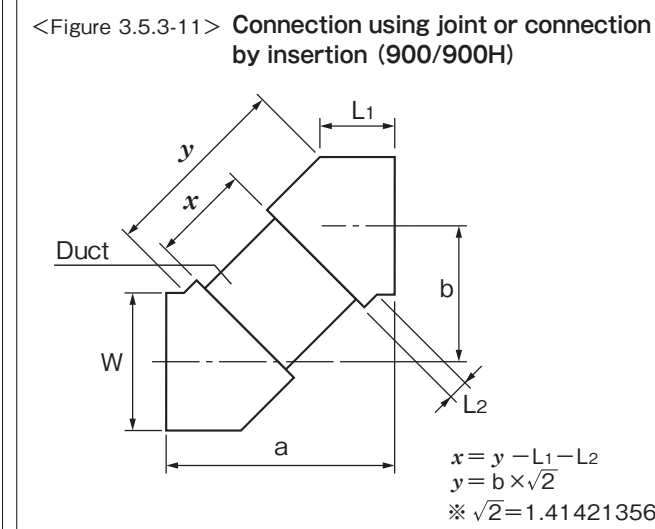 <Figure 3.5.3-11> Connection using joint or connection
by insertion (900/900H)
L1
y
x
Duct
b
W
L2
a
x = y −L1−L2
y = b ×√2
※ √2=1.41421356